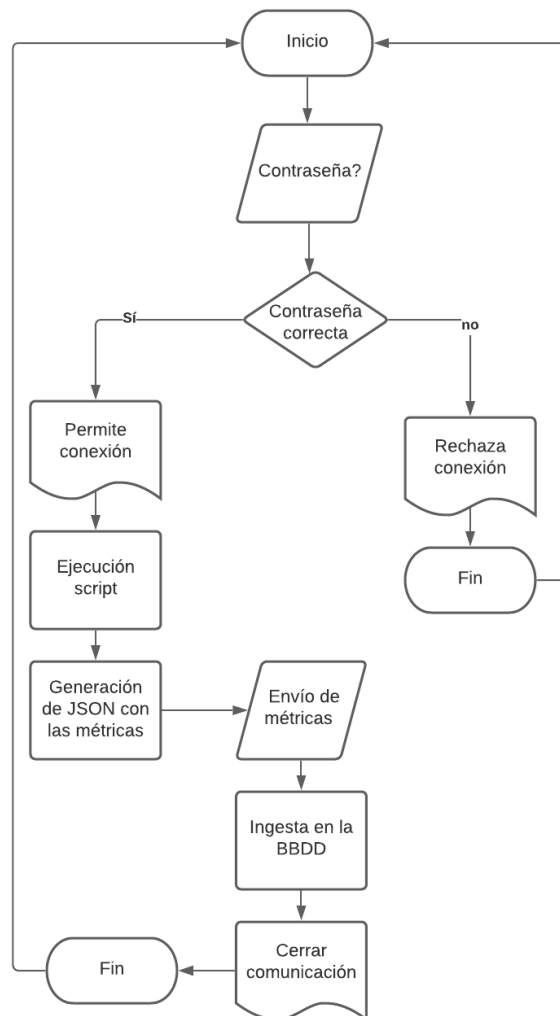 Inicio
Contraseña?
Contraseña
correcta
Sí
no
Permite
conexión
Rechaza
conexión
Ejecución
script
Fin
Generación
de JSON con
las métricas
Envío de
métricas
Ingesta en la
BBDD
Cerrar
comunicación
Fin